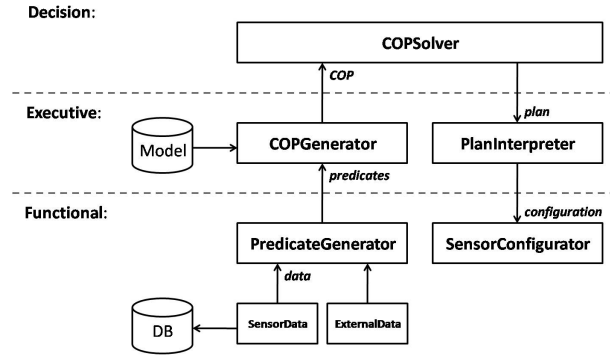 Decision:
COPSolver
COP
Executive:
Model
COPGenerator
PlanInterpreter
plan
predicates
Functional:
configuration
PredicateGenerator
SensorConfigurator
data
DB
SensorData
ExternalData